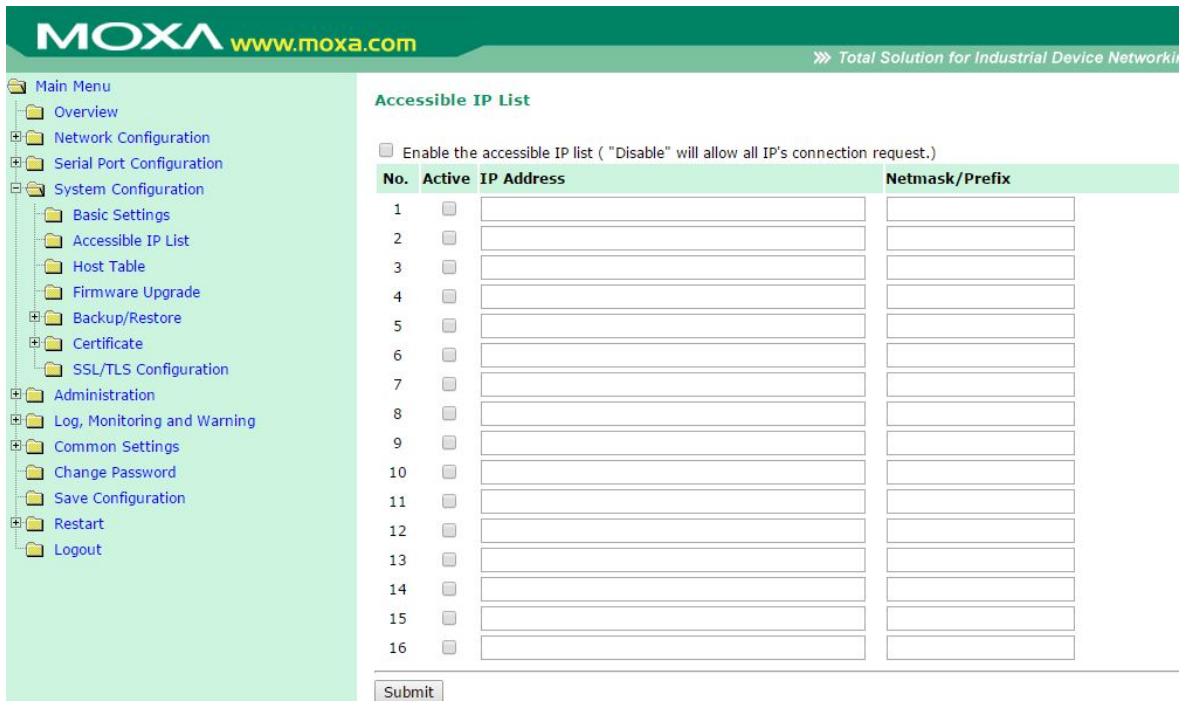 MOXA www.moxa.com
Total Solution for Industrial Device Networkin
Main Menu
Overview
Network Configuration
Serial Port Configuration
System Configuration
Basic Settings
Accessible IP List
Host Table
Firmware Upgrade
Backup/Restore
Certificate
SSL/TLS Configuration
Administration
Log, Monitoring and Warning
Common Settings
Change Password
Save Configuration
Restart
Logout
Accessible IP List
Enable the accessible IP list ( "Disable" will allow all IP's connection request.)
No. Active IP Address Netmask/Prefix
1
2
3
4
5
6
7
8
9
10
11
12
13
14
15
16
Submit